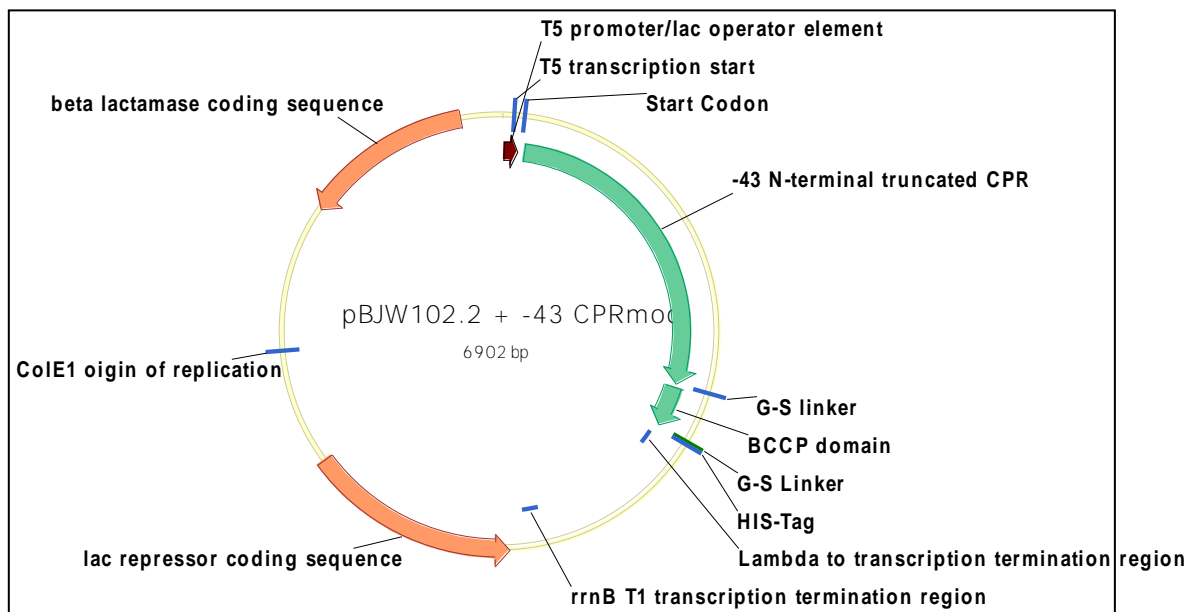 T5 promoter/lac operator element
T5 transcription start
beta lactamase coding sequence
Start Codon
-43 N-terminal truncated CPR
pBJW102.2 + -43 CPRmod
6902 bp
ColE1 oigin of replication
G-S linker
BCCP domain
G-S Linker
HIS-Tag
lac repressor coding sequence
Lambda to transcription termination region
rrnB T1 transcription termination region